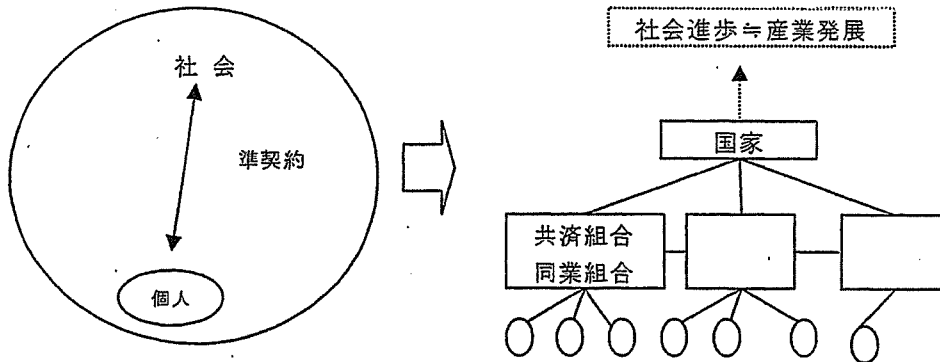 社会
準契約
個人
社会進歩≒産業発展
国家
共済組合
同業組合